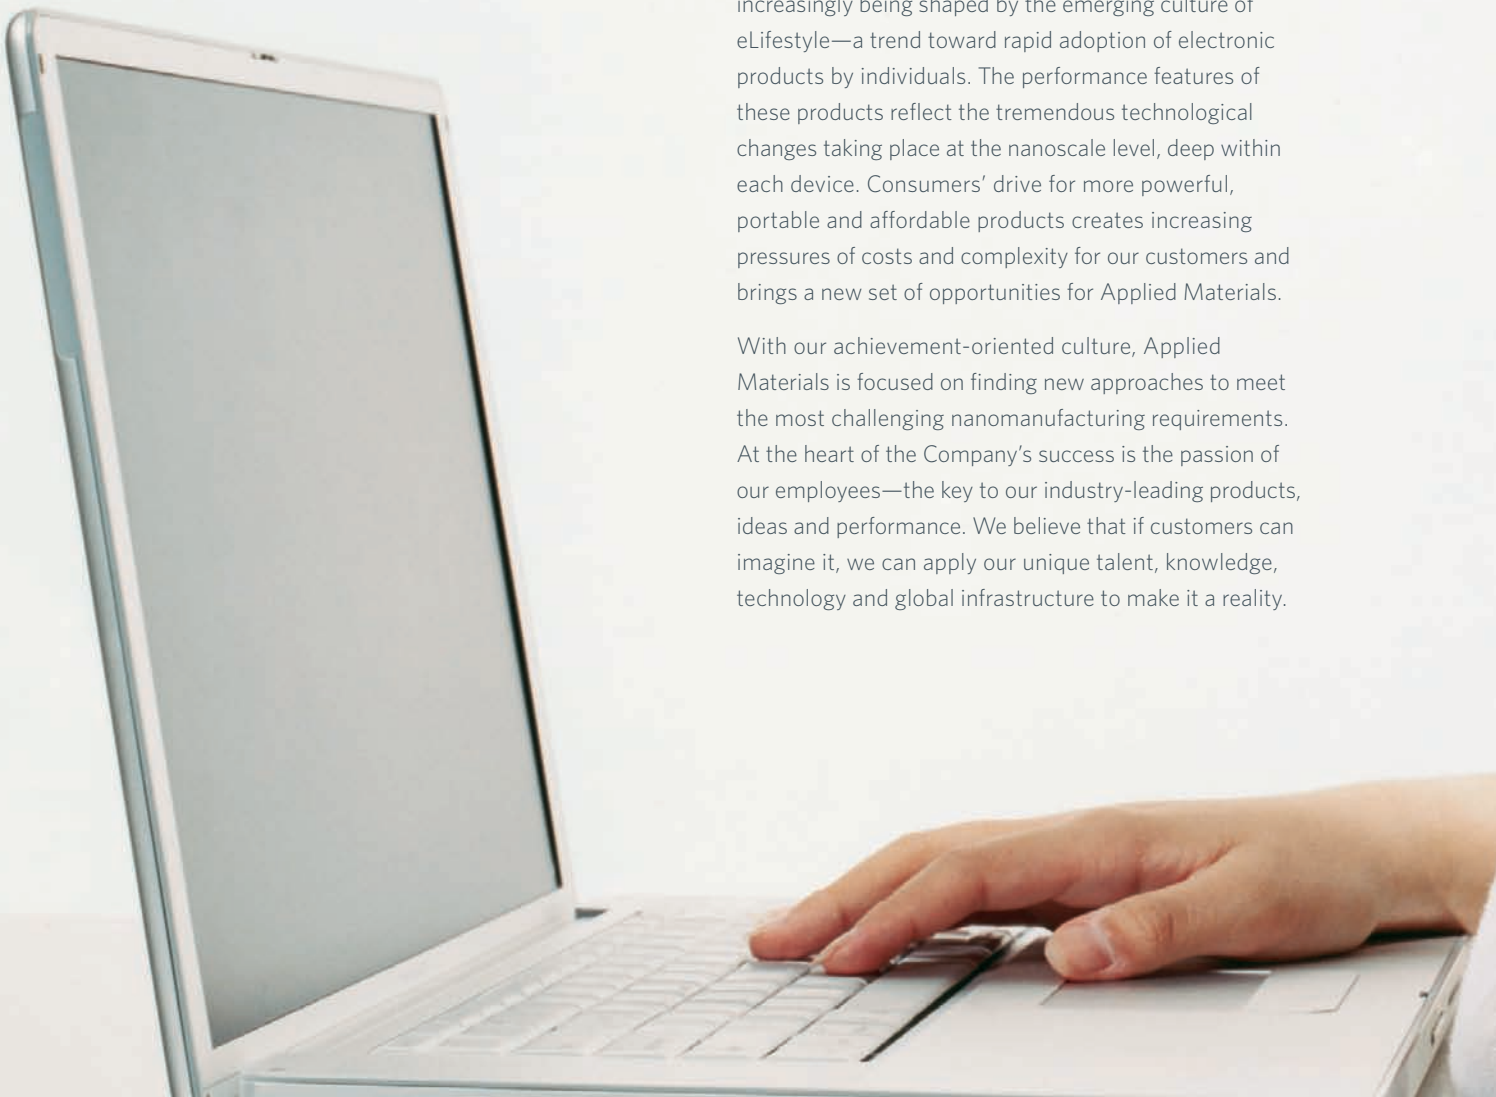 increasingly being shaped by the emerging culture of
eLifestyle—a trend toward rapid adoption of electronic
products by individuals. The performance features of
these products reflect the tremendous technological
changes taking place at the nanoscale level, deep within
each device. Consumers’ drive for more powerful,
portable and affordable products creates increasing
pressures of costs and complexity for our customers and
brings a new set of opportunities for Applied Materials.
With our achievement-oriented culture, Applied
Materials is focused on finding new approaches to meet
the most challenging nanomanufacturing requirements.
At the heart of the Company’s success is the passion of
our employees—the key to our industry-leading products,
ideas and performance. We believe that if customers can
imagine it, we can apply our unique talent, knowledge,
technology and global infrastructure to make it a reality.